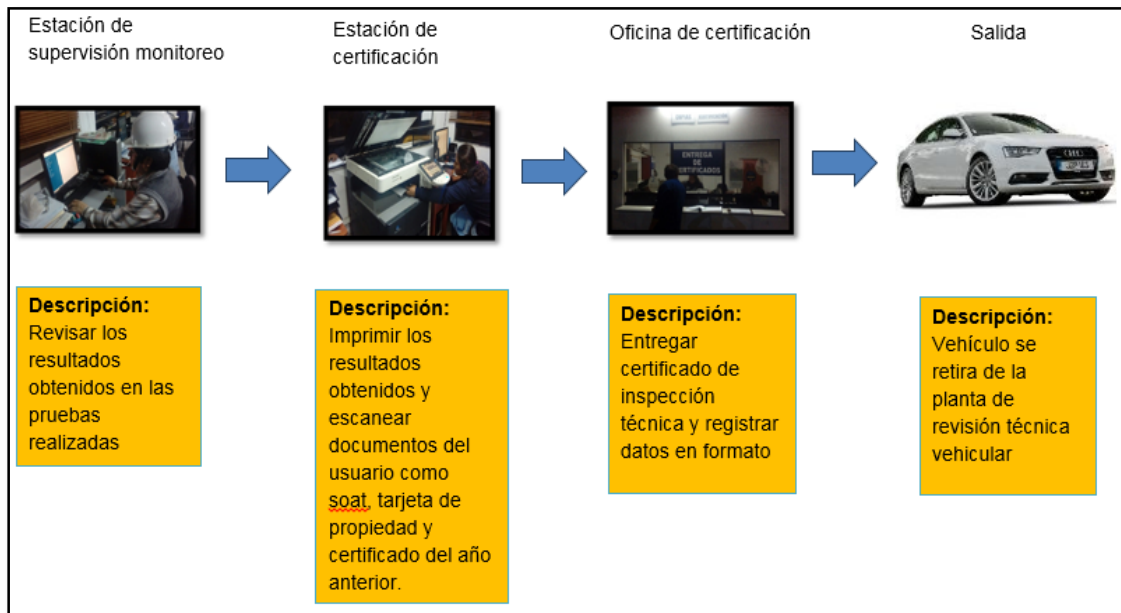 Estación de
supervisión monitoreo
Estación de
certificación
Oficina de certificación
Salida
ENTREGA
DE
CERTIFICADOS
Descripción:
Revisar los
resultados
obtenidos en las
pruebas
realizadas
Descripción:
Imprimir los
resultados
obtenidos y
escanear
documentos del
usuario como
soat, tarjeta de
propiedad y
certificado del año
anterior.
Descripción:
Entregar
certificado de
inspección
técnica y registrar
datos en formato
Descripción:
Vehículo se
retira de la
planta de
revisión técnica
vehicular